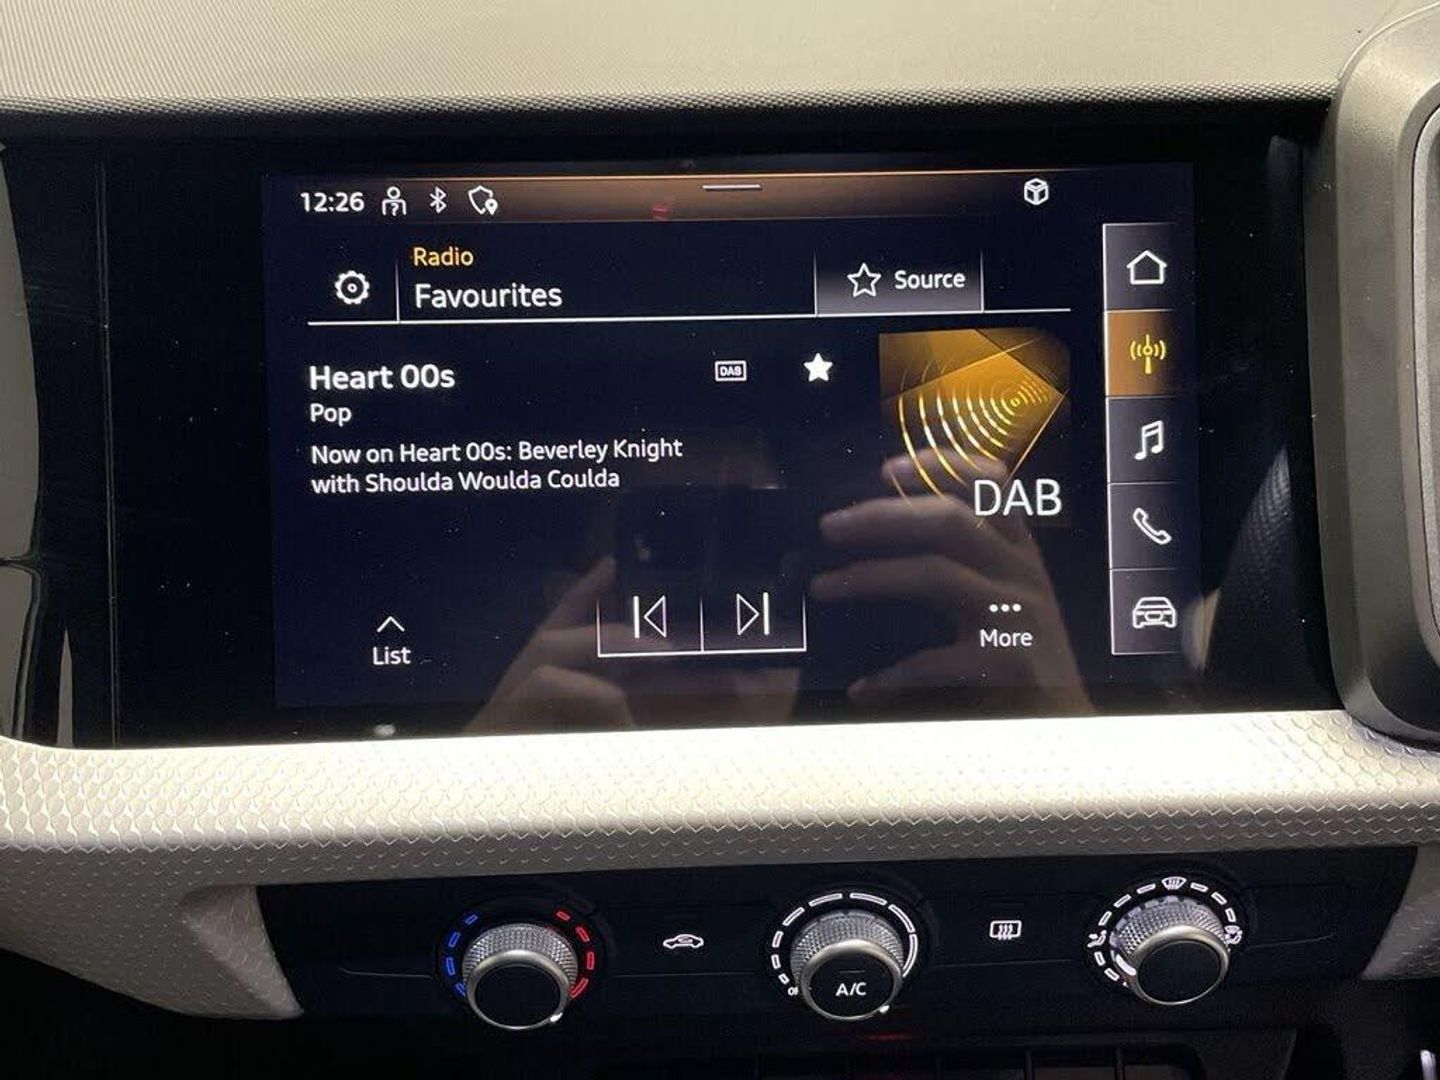 12:26
Radio
Favourites
Source
Heart 00s
DAB
Pop
Now on Heart 00s: Beverley Knight
with Shoulda Woulda Coulda
DAB
List
More
A/C